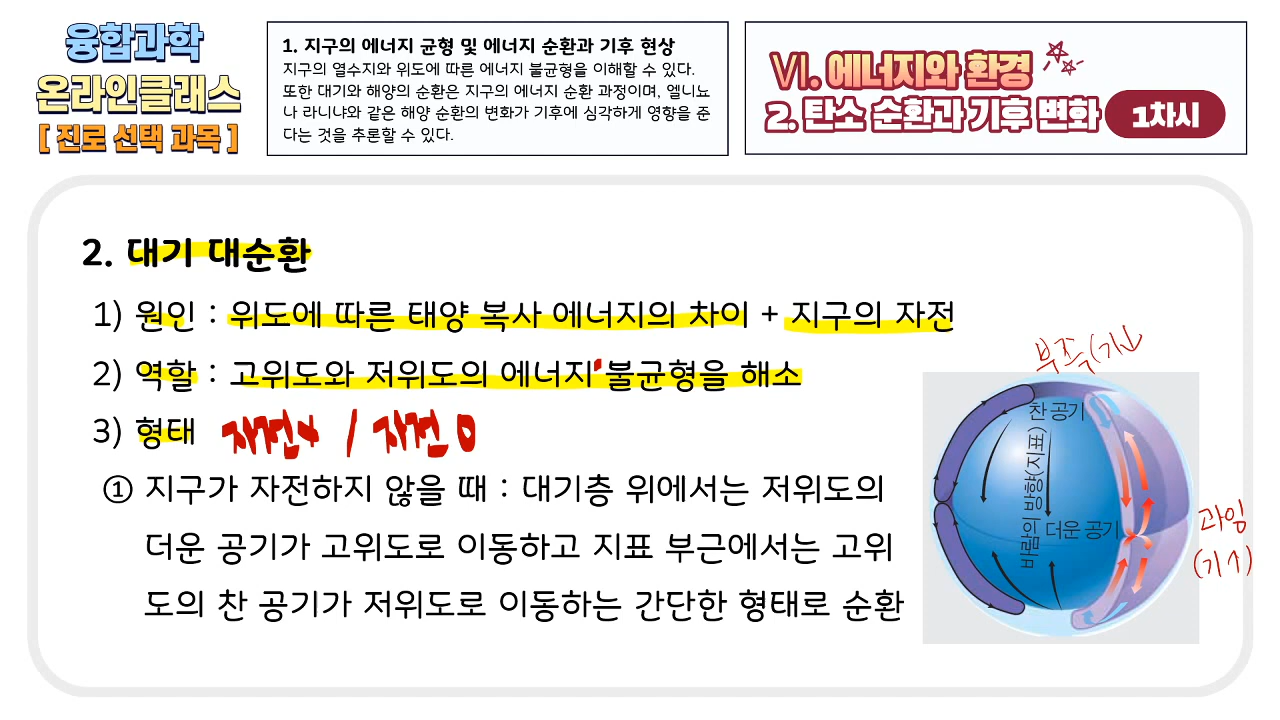 융합과학
온라인클래스
[ 진로 선택 과목 ]
1. 지구의 에너지 균형 및 에너지 순환과 기후 현상
지구의 열수지와 위도에 따른 에너지 불균형을 이해할 수 있다.
또한 대기와 해양의 순환은 지구의 에너지 순환 과정이며, 엘니뇨
나 라니냐와 같은 해양 순환의 변화가 기후에 심각하게 영향을 준
다는 것을 추론할 수 있다.
Ⅵ. 에너지와 환경
2. 탄소 순환과 기후 변화 1차시
2. 대기 대순환
1) 원인 : 위도에 따른 태양 복사 에너지의 차이 + 지구의 자전
2) 역할 : 고위도와 저위도의 에너지 불균형을 해소
3) 형태 자전x / 자전0
① 지구가 자전하지 않을 때 : 대기층 위에서는 저위도의
더운 공기가 고위도로 이동하고 지표 부근에서는 고위
도의 찬 공기가 저위도로 이동하는 간단한 형태로 순환
부족(기↓
찬 공기
바람의 방향(지표)
더운 공기
과잉
(기↑)